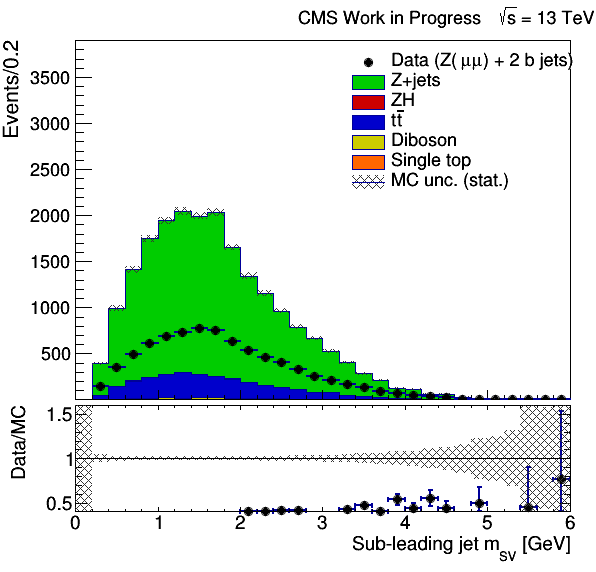 CMS Work in Progress √s = 13 TeV
Events/0.2
3500
3000
2500
2000
1500
1000
500
Data (Z(μμ) + 2 b jets)
Z+jets
ZH
tt̅
Diboson
Single top
MC unc. (stat.)
Data/MC
1.5
1
0.5
0 1 2 3 4 5 6
Sub-leading jet m_SV [GeV]